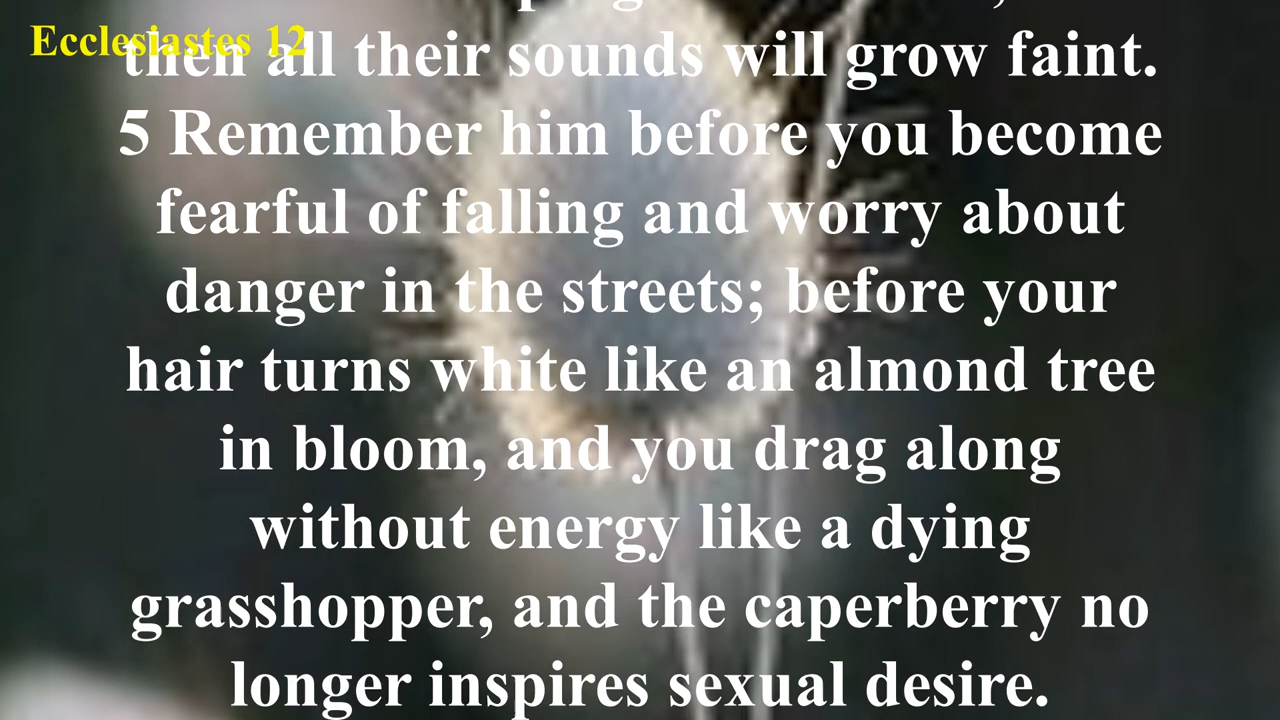 Ecclesiastes 12
then all their sounds will grow faint.
5 Remember him before you become
fearful of falling and worry about
danger in the streets; before your
hair turns white like an almond tree
in bloom, and you drag along
without energy like a dying
grasshopper, and the caperberry no
longer inspires sexual desire.